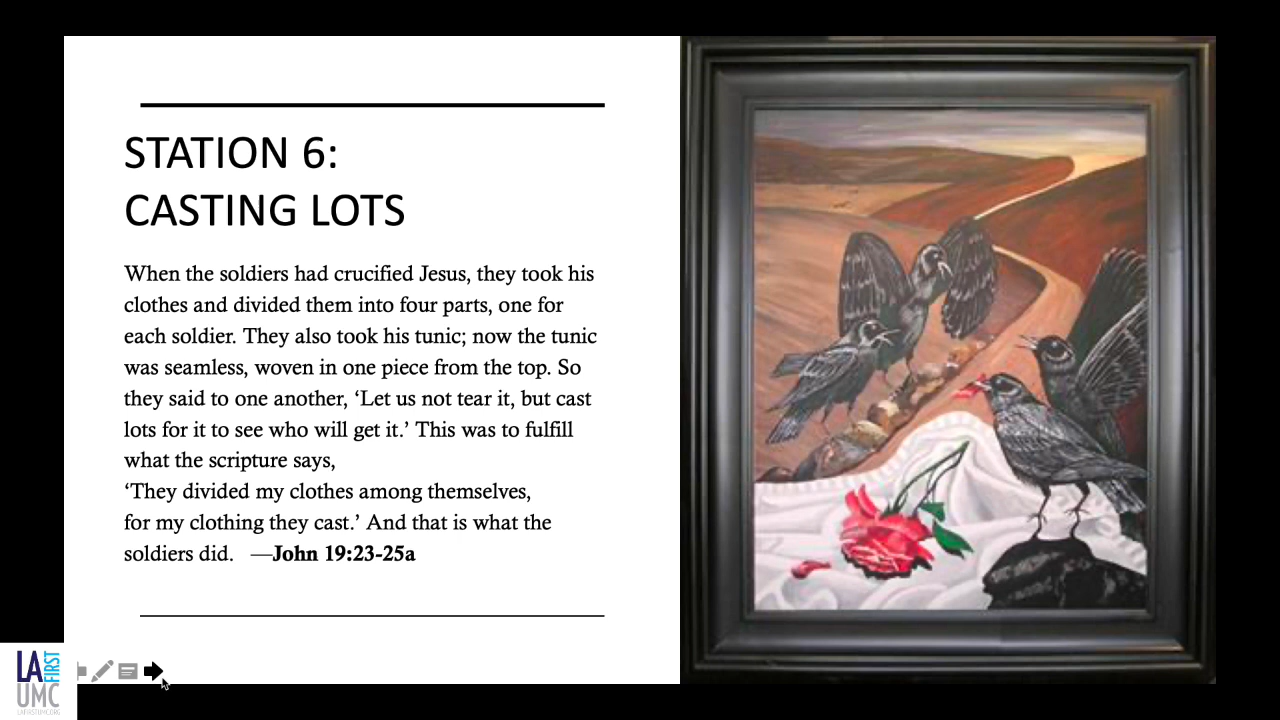 STATION 6:
CASTING LOTS
When the soldiers had crucified Jesus, they took his
clothes and divided them into four parts, one for
each soldier. They also took his tunic; now the tunic
was seamless, woven in one piece from the top. So
they said to one another, ‘Let us not tear it, but cast
lots for it to see who will get it.’ This was to fulfill
what the scripture says,
‘They divided my clothes among themselves,
for my clothing they cast.’ And that is what the
soldiers did.   —John 19:23-25a
LA FIRST
UMC
LAFIRSTUMC.ORG